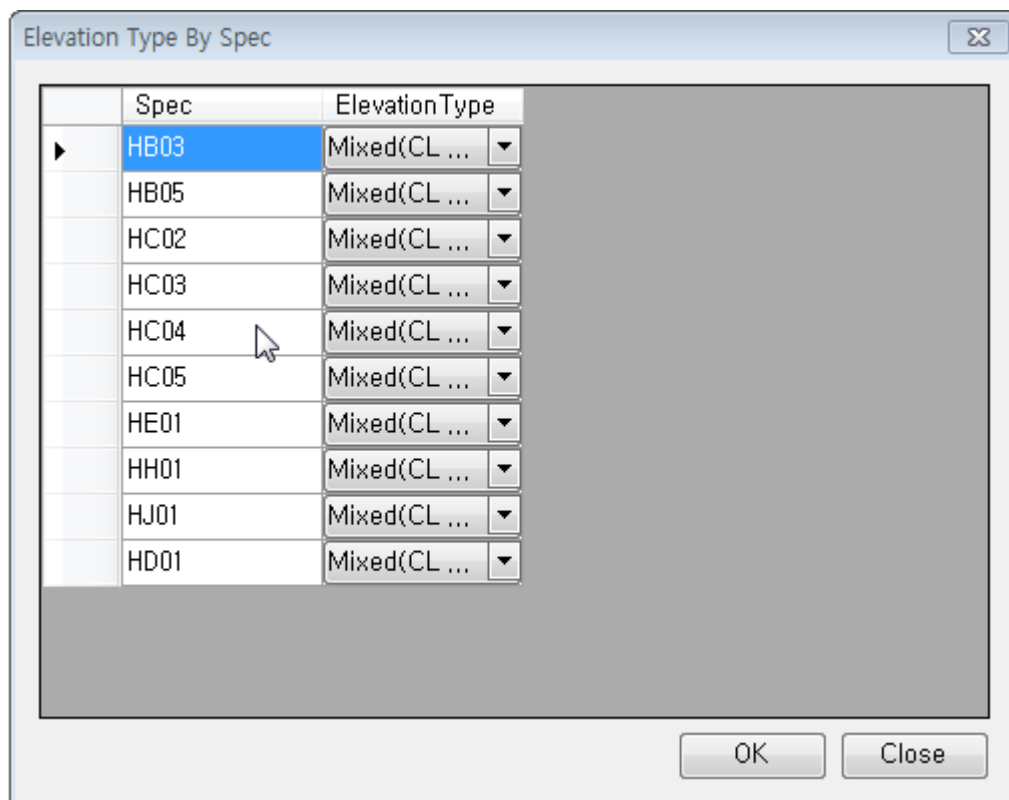 Elevation Type By Spec
Spec ElevationType
HB03 Mixed(CL ...
HB05 Mixed(CL ...
HC02 Mixed(CL ...
HC03 Mixed(CL ...
HC04 Mixed(CL ...
HC05 Mixed(CL ...
HE01 Mixed(CL ...
HH01 Mixed(CL ...
HJ01 Mixed(CL ...
HD01 Mixed(CL ...
OK Close